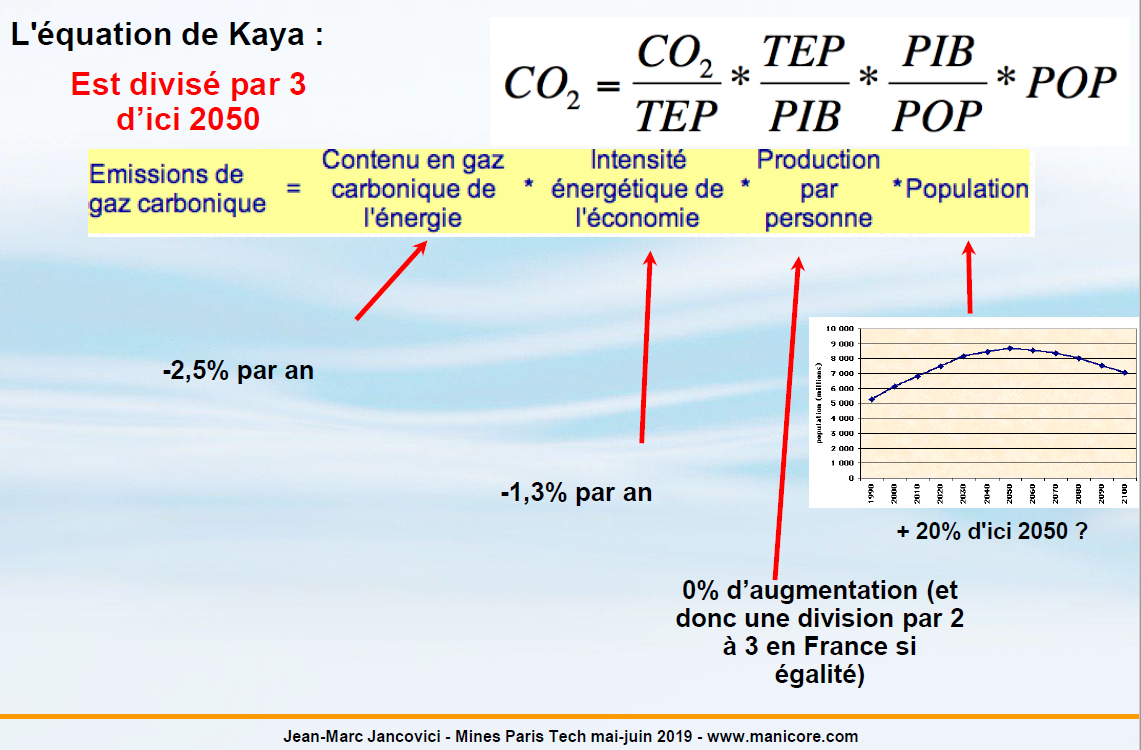 L'équation de Kaya :
Est divisé par 3
d’ici 2050
CO₂ = CO₂/TEP * TEP/PIB * PIB/POP * POP
Emissions de
gaz carbonique
=
Contenu en gaz
carbonique de
l'énergie
*
Intensité
énergétique de
l'économie
*
Production
par
personne
* Population
-2,5% par an
-1,3% par an
population (millions)
10 000
9 000
8 000
7 000
6 000
5 000
4 000
3 000
2 000
1 000
0
1990
2000
2010
2020
2030
2040
2050
2060
2070
2080
2090
2100
+ 20% d'ici 2050 ?
0% d’augmentation (et
donc une division par 2
à 3 en France si
égalité)
Jean-Marc Jancovici - Mines Paris Tech mai-juin 2019 - www.manicore.com